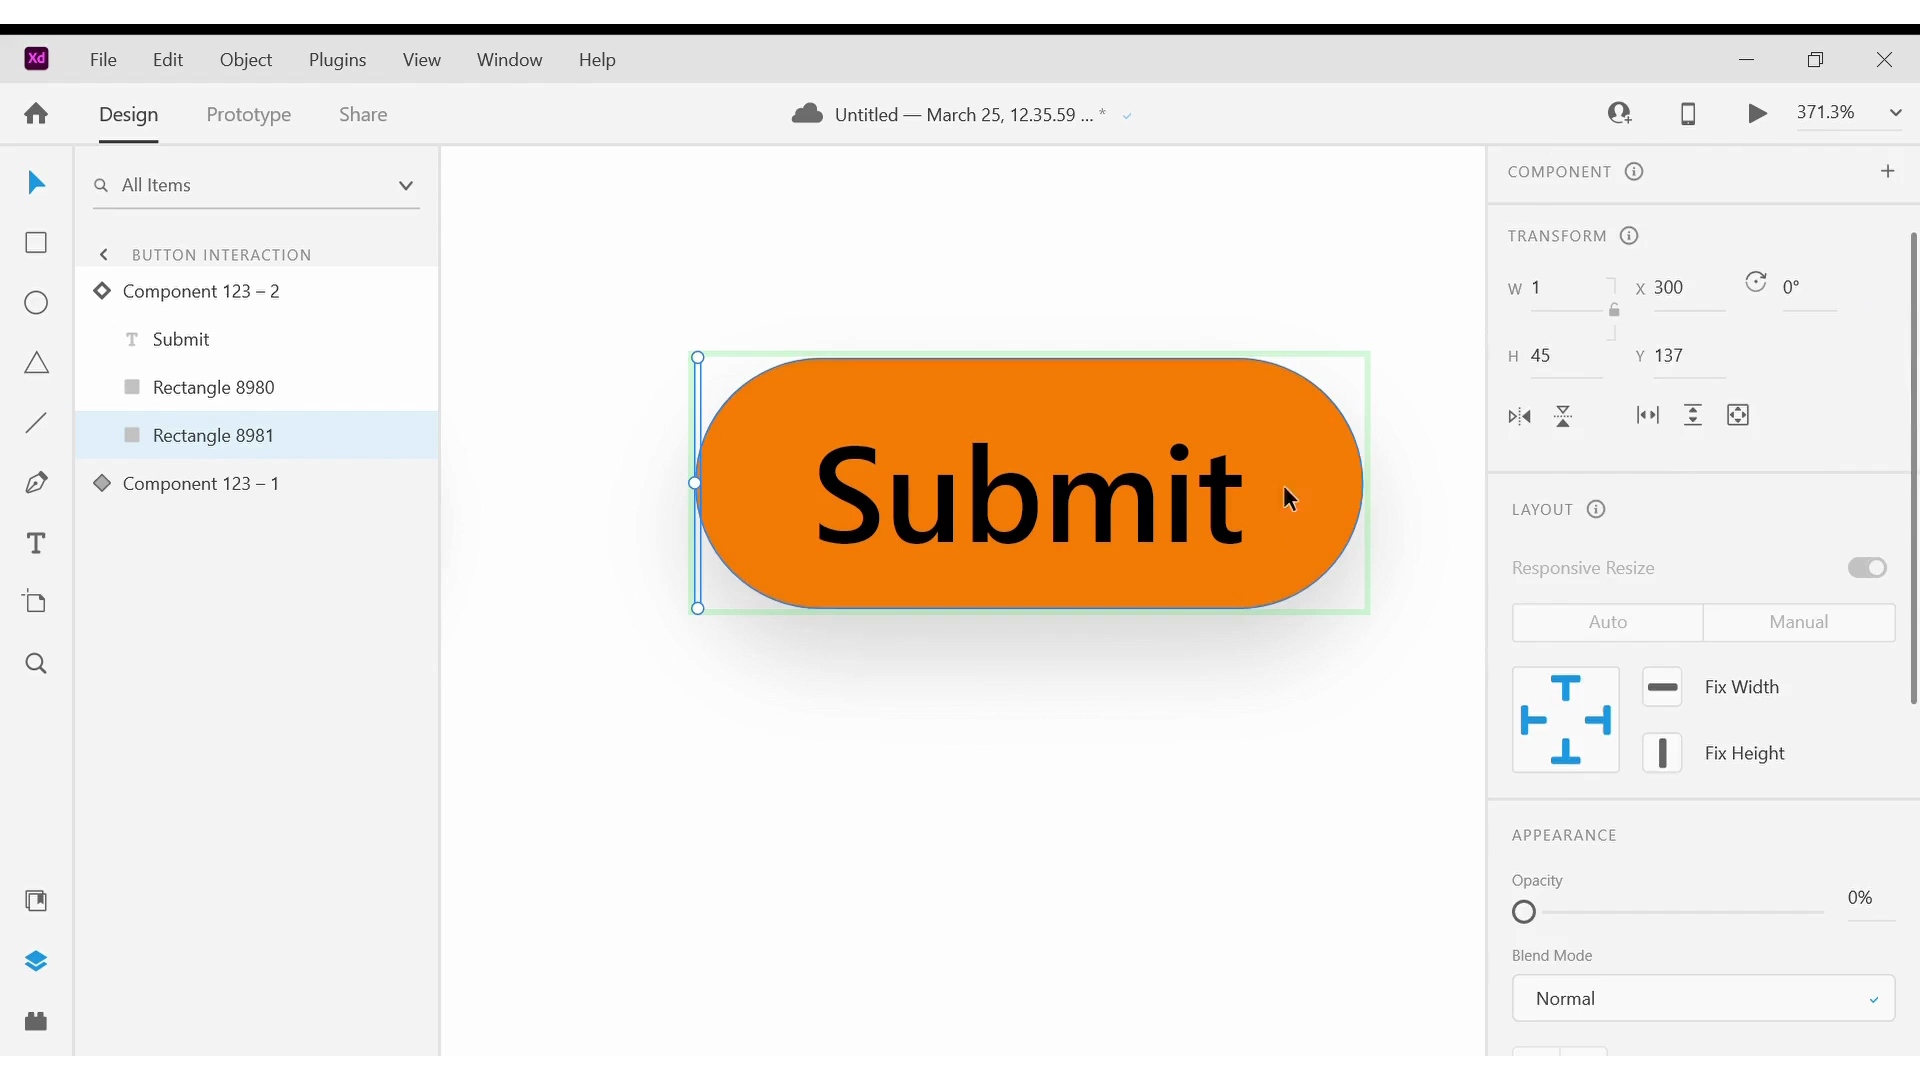 Xd File Edit Object Plugins View Window Help
Design Prototype Share Untitled — March 25, 12.35.59 ... * 371.3%
All Items
BUTTON INTERACTION
Component 123 – 2
T Submit
Rectangle 8980
Rectangle 8981
Component 123 – 1
Submit
COMPONENT
TRANSFORM
W 1 X 300 0°
H 45 Y 137
LAYOUT
Responsive Resize
Auto Manual
Fix Width
Fix Height
APPEARANCE
Opacity
0%
Blend Mode
Normal